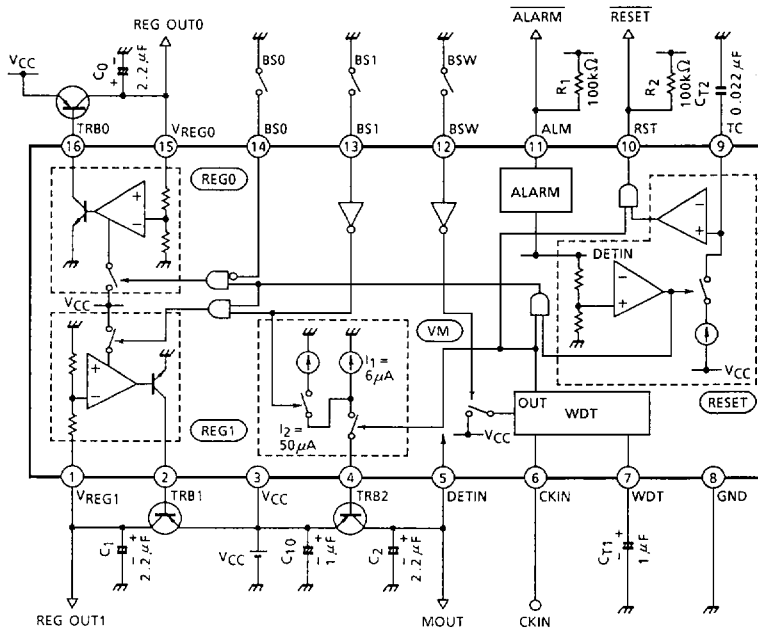 REG OUT0
ALARM
RESET
VCC
C0
2.2 μF
BS0
BS1
BSW
R1
100kΩ
R2
100kΩ
CT2
0.022 μF
TRB0
VREG0
BS0
BS1
BSW
ALM
RST
TC
16
15
14
13
12
11
10
9
REG0
ALARM
DETIN
VCC
VM
I1 =
6μA
I2 =
50μA
VCC
OUT
WDT
VCC
RESET
REG1
1
2
3
4
5
6
7
8
VREG1
TRB1
VCC
TRB2
DETIN
CKIN
WDT
GND
C1
2.2 μF
VCC
C10
1 μF
C2
2.2 μF
CT1
1 μF
REG OUT1
MOUT
CKIN